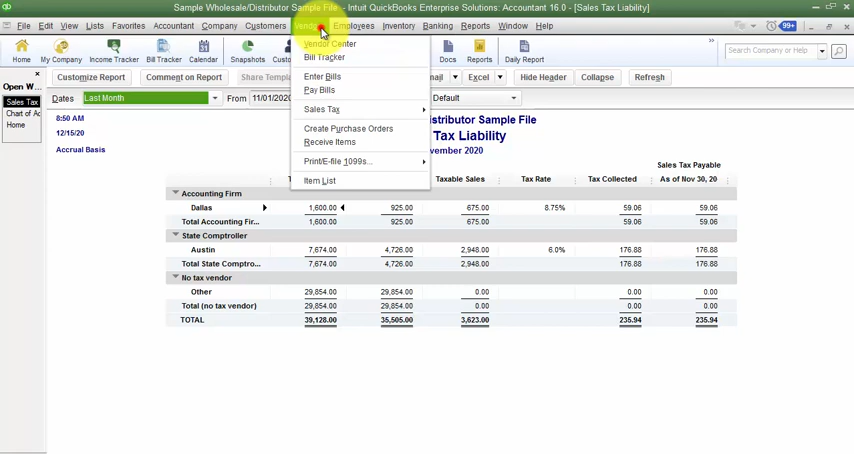 Sample Wholesale/Distributor Sample File - Intuit QuickBooks Enterprise Solutions: Accountant 16.0 - [Sales Tax Liability]
File Edit View Lists Favorites Accountant Company Customers Vendors Employees Inventory Banking Reports Window Help 99+
Home My Company Income Tracker Bill Tracker Calendar Snapshots Docs Reports Daily Report Search Company or Help
Customize Report Comment on Report Share Excel Hide Header Collapse Refresh
Dates Last Month From 11/01/2020 Default
Open W...
Sales Tax
Chart of Ac
Home
Vendor Center
Bill Tracker
Enter Bills
Pay Bills
Sales Tax
Create Purchase Orders
Receive Items
Print/E-file 1099s...
Item List
8:50 AM
12/15/20
Accrual Basis
Sample File
Tax Liability
2020
Sales Tax Payable
Taxable Sales Tax Rate Tax Collected As of Nov 30, 20
Accounting Firm
Dallas 1,600.00 925.00 675.00 8.75% 59.06 59.06
Total Accounting Fir... 1,600.00 925.00 675.00 59.06 59.06
State Comptroller
Austin 7,674.00 4,726.00 2,948.00 6.0% 176.88 176.88
Total State Comptro... 7,674.00 4,726.00 2,948.00 176.88 176.88
No tax vendor
Other 29,854.00 29,854.00 0.00 0.00 0.00
Total (no tax vendor) 29,854.00 29,854.00 0.00 0.00 0.00
TOTAL 39,128.00 35,505.00 3,623.00 235.94 235.94